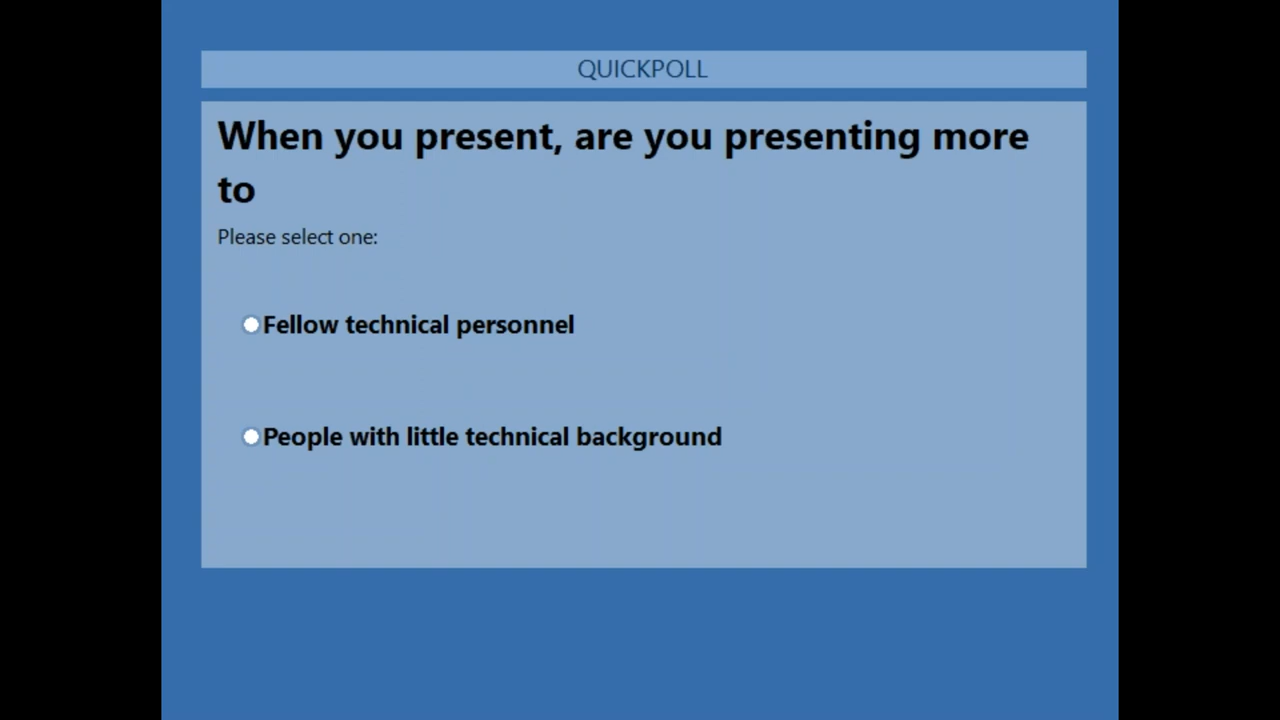 QUICKPOLL
When you present, are you presenting more
to
Please select one:
Fellow technical personnel
People with little technical background